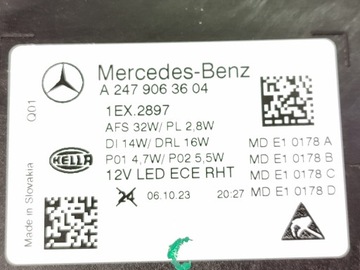 Mercedes-Benz
A 247 906 36 04
1EX.2897
AFS 32W/ PL 2,8W
DI 14W/ DRL 16W
P01 4,7W/ P02 5,5W
12V LED ECE RHT
06.10.23 20:27
MD E1 0178 A
MD E1 0178 B
MD E1 0178 C
MD E1 0178 D
HELLA
Q01
Made in Slovakia